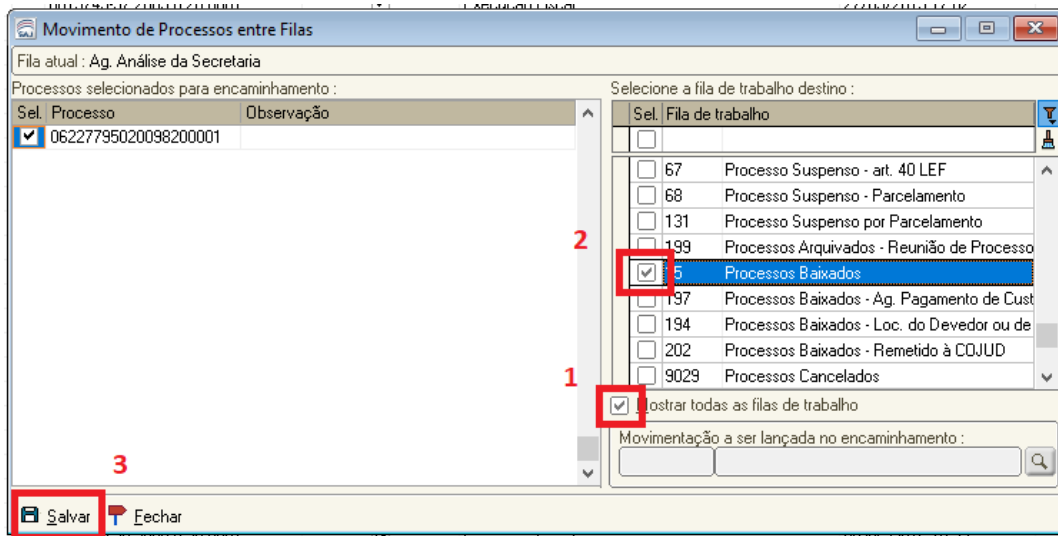 Movimento de Processos entre Filas
Fila atual : Ag. Análise da Secretaria
Processos selecionados para encaminhamento :
Sel. Processo Observação
06227795020098200001
Selecione a fila de trabalho destino :
Sel. Fila de trabalho
67 Processo Suspenso - art. 40 LEF
68 Processo Suspenso - Parcelamento
131 Processo Suspenso por Parcelamento
2
199 Processos Arquivados - Reunião de Processo
5 Processos Baixados
197 Processos Baixados - Ag. Pagamento de Cust
194 Processos Baixados - Loc. do Devedor ou de
202 Processos Baixados - Remetido à COJUD
1
9029 Processos Cancelados
Mostrar todas as filas de trabalho
Movimentação a ser lançada no encaminhamento :
3
Salvar Fechar